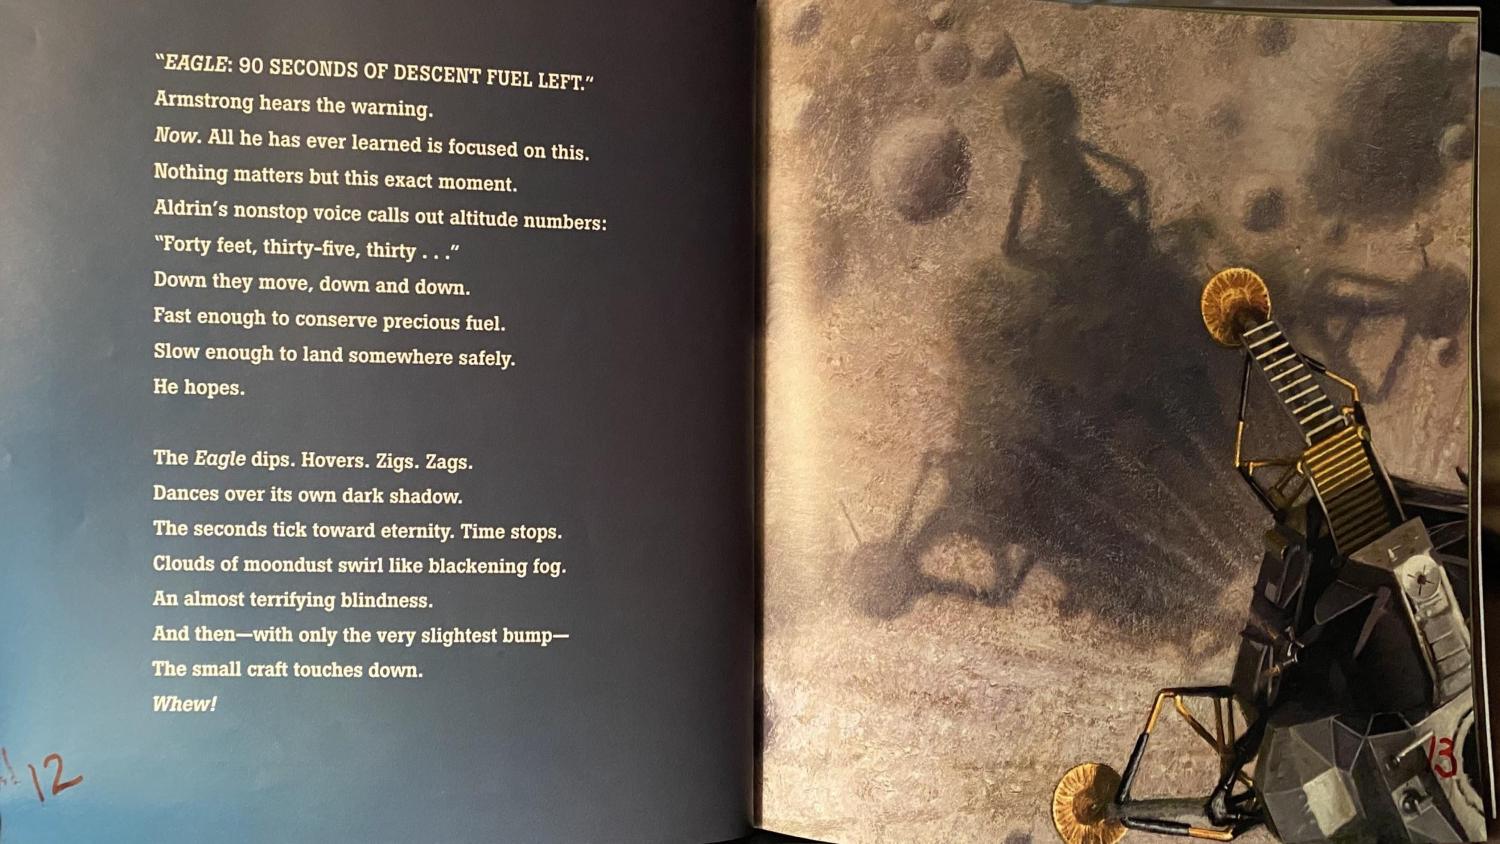 “EAGLE: 90 SECONDS OF DESCENT FUEL LEFT.”
Armstrong hears the warning.
Now. All he has ever learned is focused on this.
Nothing matters but this exact moment.
Aldrin’s nonstop voice calls out altitude numbers:
“Forty feet, thirty-five, thirty . . .”
Down they move, down and down.
Fast enough to conserve precious fuel.
Slow enough to land somewhere safely.
He hopes.
The Eagle dips. Hovers. Zigs. Zags.
Dances over its own dark shadow.
The seconds tick toward eternity. Time stops.
Clouds of moondust swirl like blackening fog.
An almost terrifying blindness.
And then—with only the very slightest bump—
The small craft touches down.
Whew!
12
13